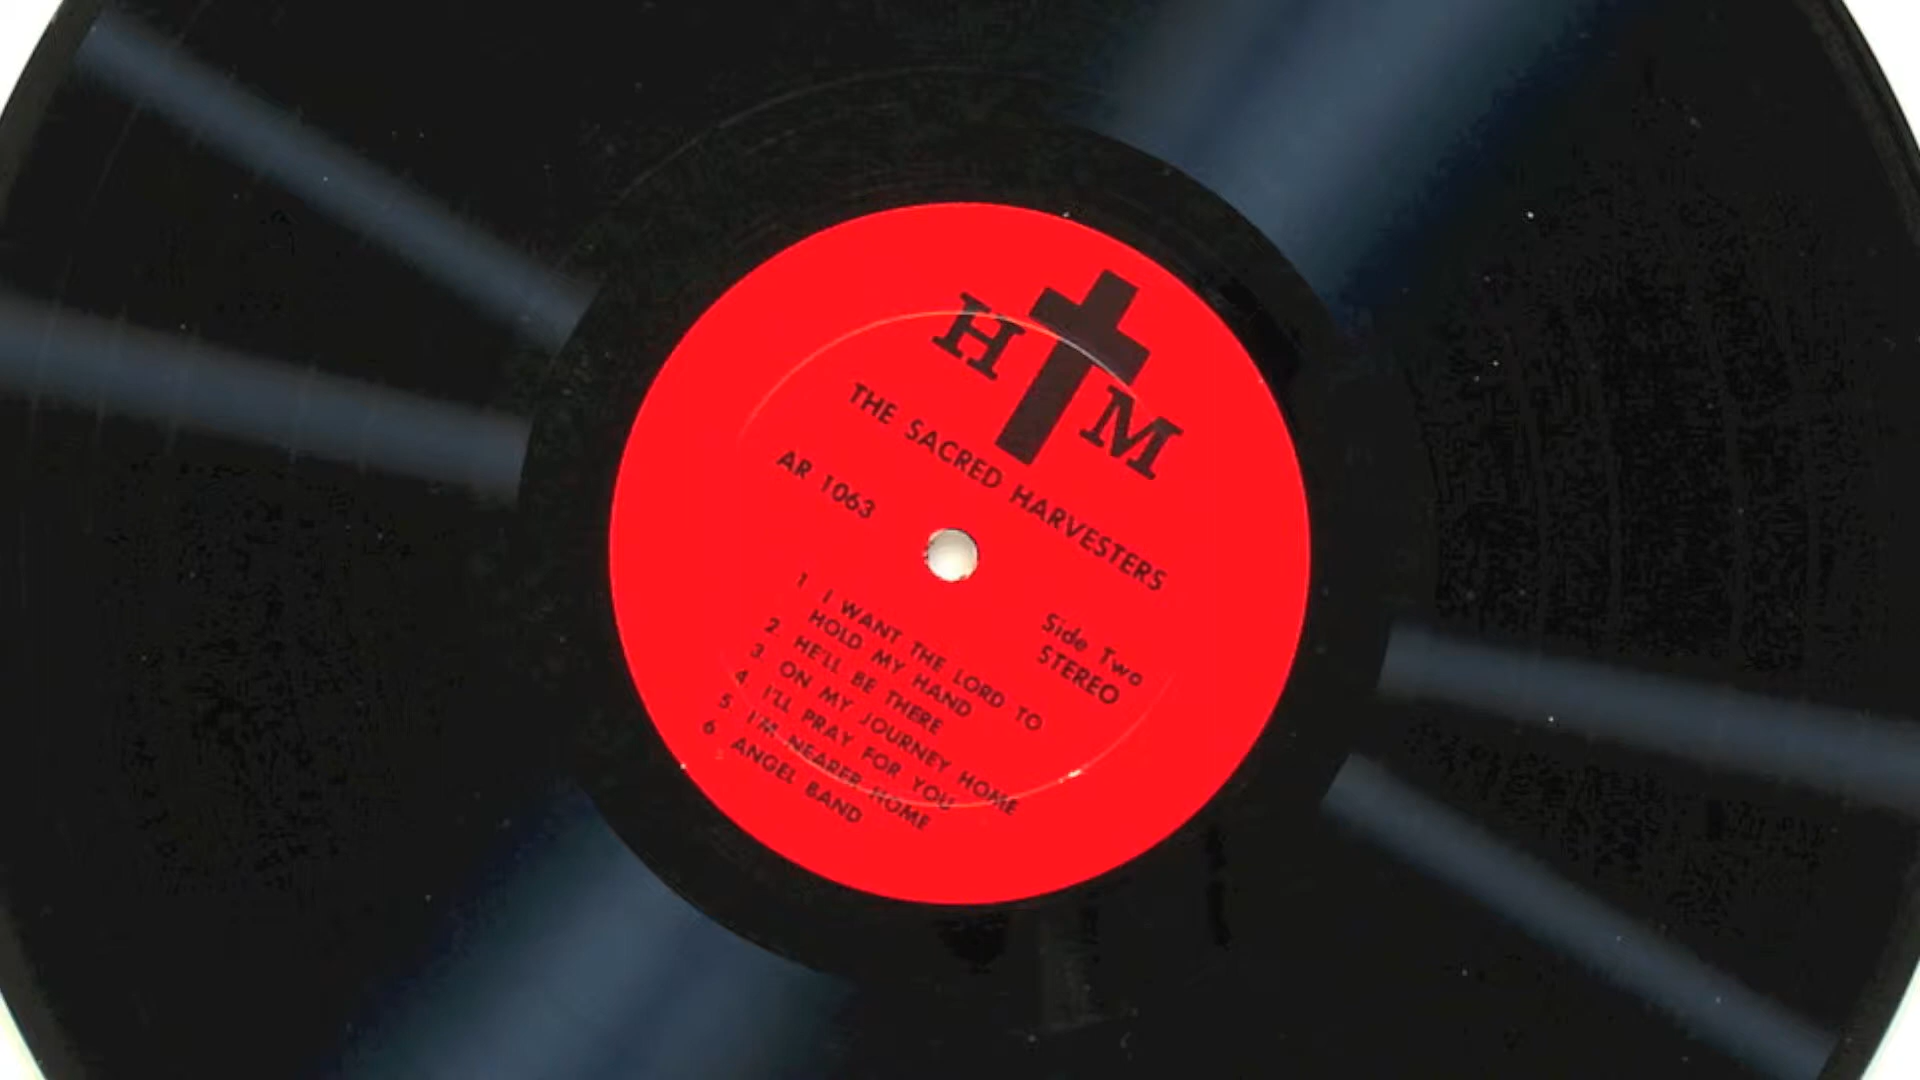 H M
THE SACRED HARVESTERS
AR 1063
Side Two
STEREO
1 I WANT THE LORD TO
HOLD MY HAND
2 HE'LL BE THERE
3 ON MY JOURNEY HOME
4 I'LL PRAY FOR YOU
5 I'M NEARER HOME
6 ANGEL BAND